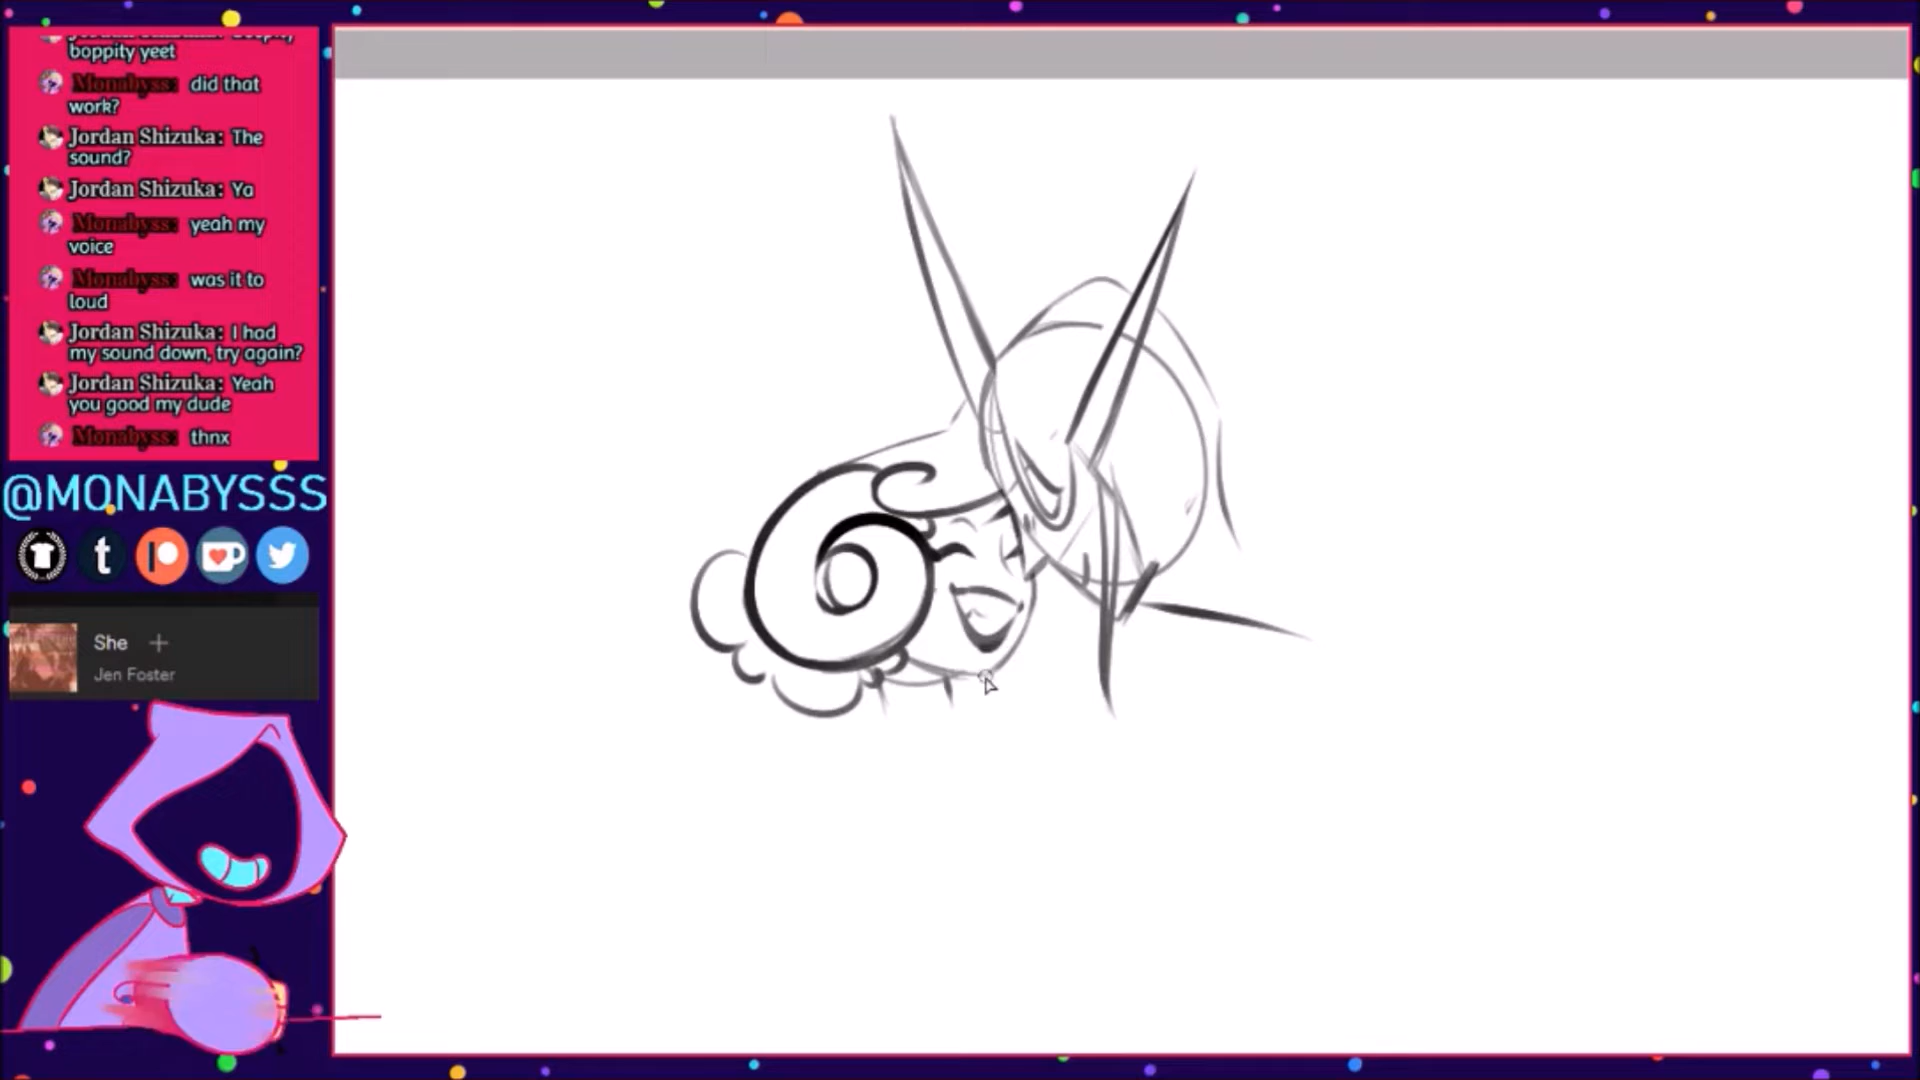 boppity yeet
Monabyss: did that
work?
Jordan Shizuka: The
sound?
Jordan Shizuka: Ya
Monabyss: yeah my
voice
Monabyss: was it to
loud
Jordan Shizuka: I had
my sound down, try again?
Jordan Shizuka: Yeah
you good my dude
Monabyss: thnx
@MONABYSSS
She +
Jen Foster